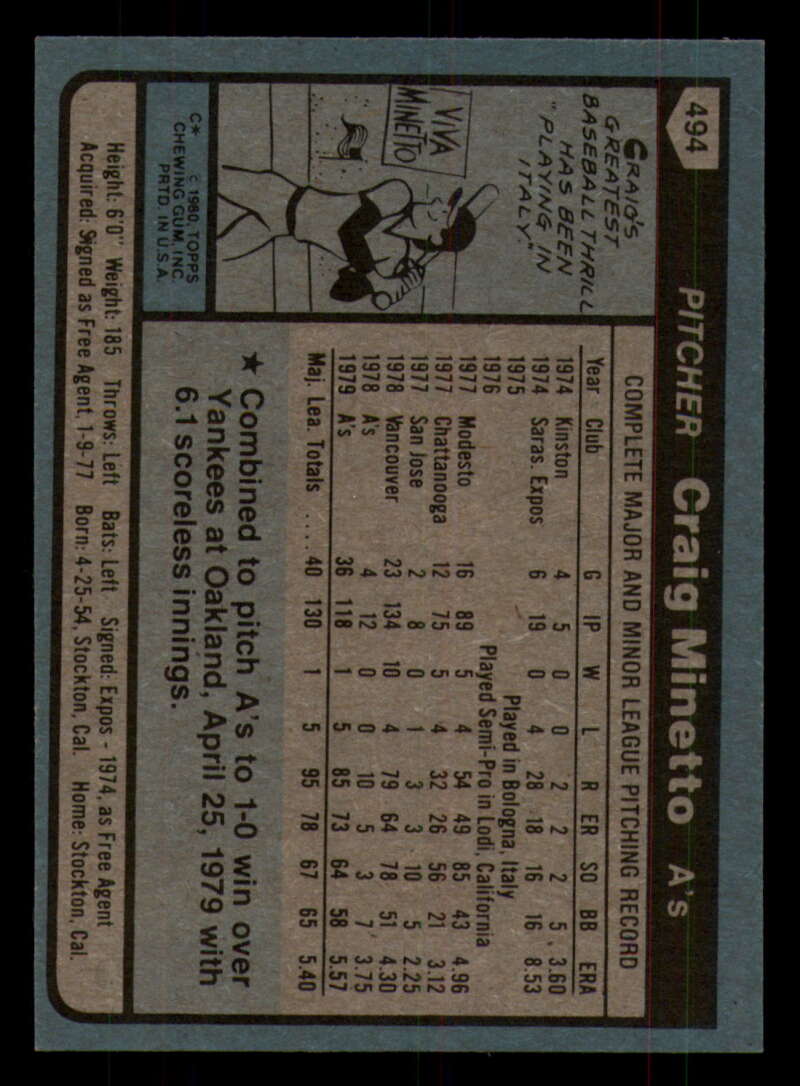 494
PITCHER Craig Minetto A's
CRAIG'S
GREATEST
BASEBALL THRILL
HAS BEEN
"PLAYING IN
ITALY."
VIVA
MINETTO
C* © 1980, TOPPS
CHEWING GUM, INC.
PRTD. IN U.S.A.
COMPLETE MAJOR AND MINOR LEAGUE PITCHING RECORD
Year Club G IP W L R ER SO BB ERA
1974 Kinston 4 5 0 0 2 2 2 5 3.60
1974 Saras. Expos 6 19 0 4 28 18 16 16 8.53
1975 Played in Bologna, Italy
1976 Played Semi-Pro in Lodi, California
1977 Modesto 16 89 5 4 54 49 85 43 4.96
1977 Chattanooga 12 75 5 4 32 26 56 21 3.12
1977 San Jose 2 8 0 1 3 3 10 5 2.25
1978 Vancouver 23 134 10 4 79 64 78 51 4.30
1978 A's 4 12 0 0 10 5 3 7 3.75
1979 A's 36 118 1 5 85 73 64 58 5.57
Maj. Lea. Totals .... 40 130 1 5 95 78 67 65 5.40
★ Combined to pitch A's to 1-0 win over
Yankees at Oakland, April 25, 1979 with
6.1 scoreless innings.
Height: 6'0" Weight: 185 Throws: Left Bats: Left Signed: Expos - 1974, as Free Agent
Acquired: Signed as Free Agent, 1-9-77 Born: 4-25-54, Stockton, Cal. Home: Stockton, Cal.